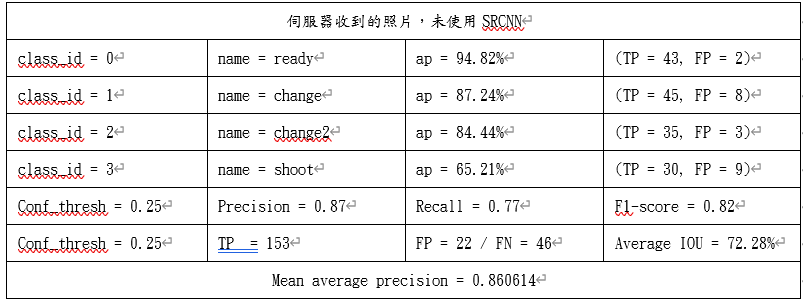 伺服器收到的照片，未使用 SRCNN
class_id = 0 name = ready ap = 94.82% (TP = 43, FP = 2)
class_id = 1 name = change ap = 87.24% (TP = 45, FP = 8)
class_id = 2 name = change2 ap = 84.44% (TP = 35, FP = 3)
class_id = 3 name = shoot ap = 65.21% (TP = 30, FP = 9)
Conf_thresh = 0.25 Precision = 0.87 Recall = 0.77 F1-score = 0.82
Conf_thresh = 0.25 TP = 153 FP = 22 / FN = 46 Average IOU = 72.28%
Mean average precision = 0.860614